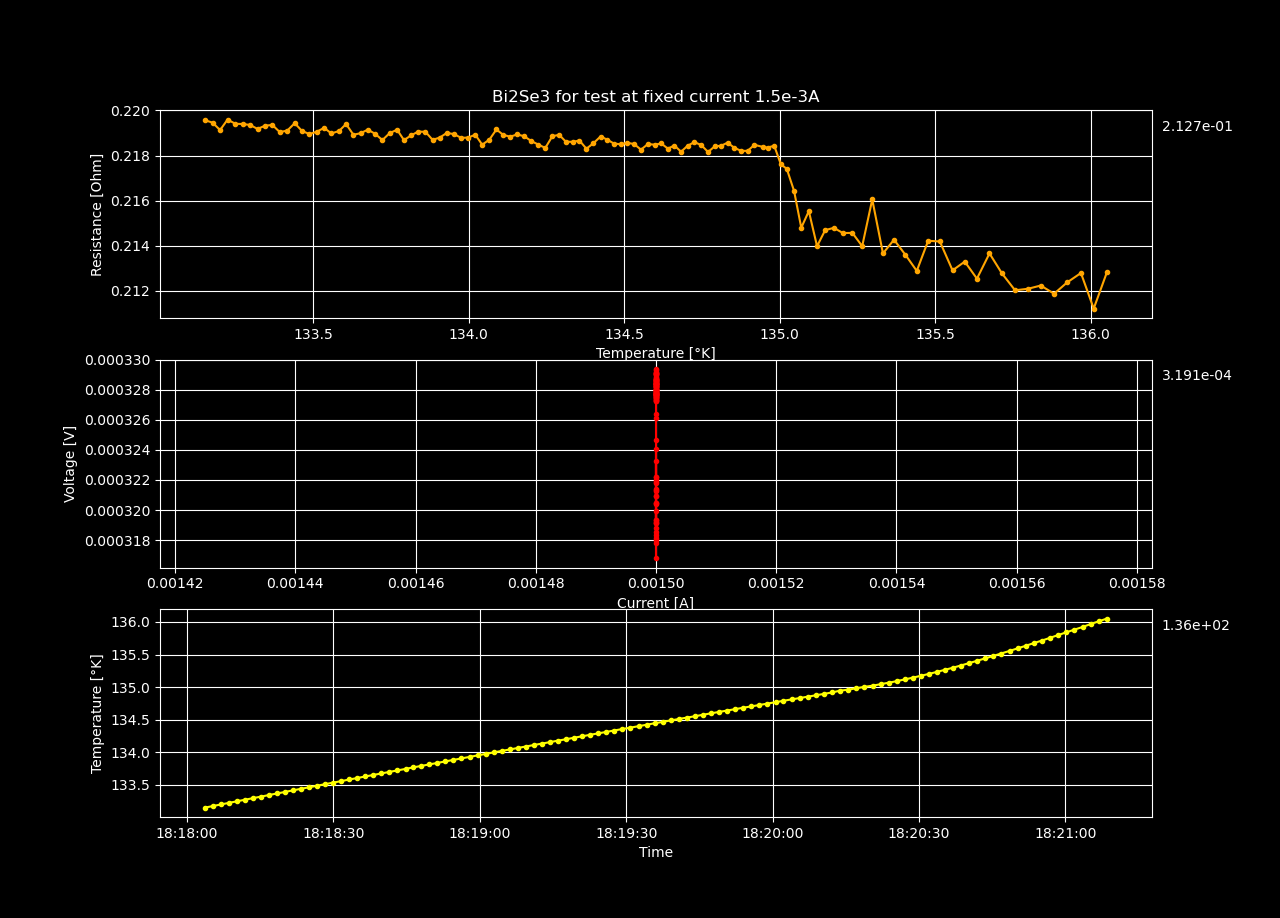 Bi2Se3 for test at fixed current 1.5e-3A
0.220
0.218
0.216
0.214
0.212
Resistance [Ohm]
2.127e-01
133.5 134.0 134.5 135.0 135.5 136.0
Temperature [°K]
0.000330
0.000328
0.000326
0.000324
0.000322
0.000320
0.000318
Voltage [V]
3.191e-04
0.00142 0.00144 0.00146 0.00148 0.00150 0.00152 0.00154 0.00156 0.00158
Current [A]
136.0
135.5
135.0
134.5
134.0
133.5
Temperature [°K]
1.36e+02
18:18:00 18:18:30 18:19:00 18:19:30 18:20:00 18:20:30 18:21:00
Time